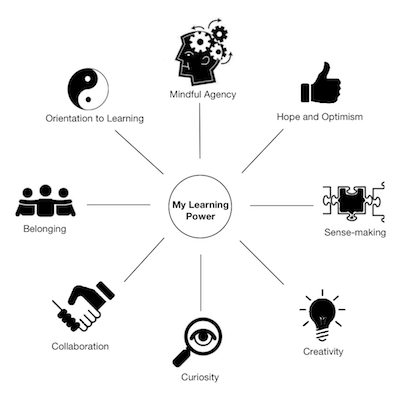 Mindful Agency
Orientation to Learning
Hope and Optimism
My Learning
Power
Belonging
Sense-making
Collaboration
Creativity
Curiosity